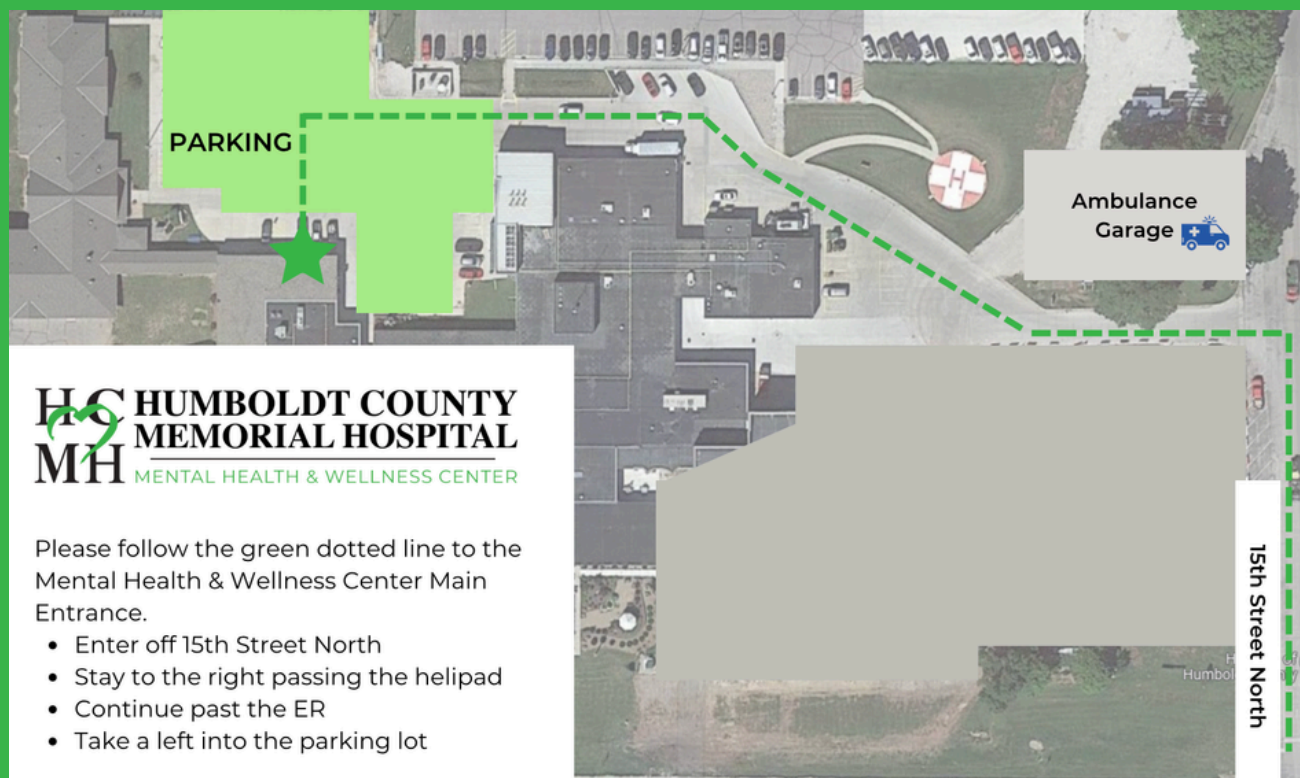 PARKING
H
Ambulance
Garage
HC
MH
HUMBOLDT COUNTY
MEMORIAL HOSPITAL
MENTAL HEALTH & WELLNESS CENTER
Please follow the green dotted line to the
Mental Health & Wellness Center Main
Entrance.
• Enter off 15th Street North
• Stay to the right passing the helipad
• Continue past the ER
• Take a left into the parking lot
15th Street North